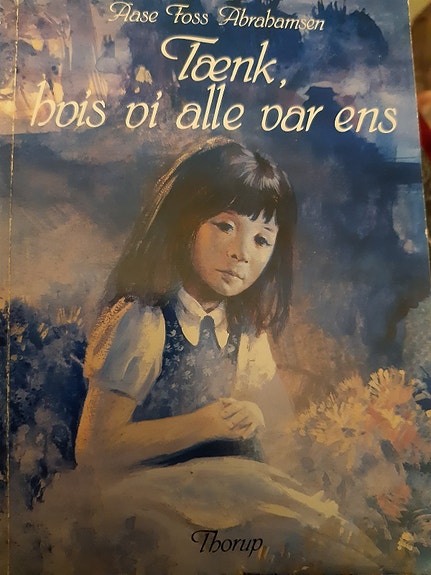 Aase Foss Abrahamsen
Tænk,
hvis vi alle var ens
Thorup